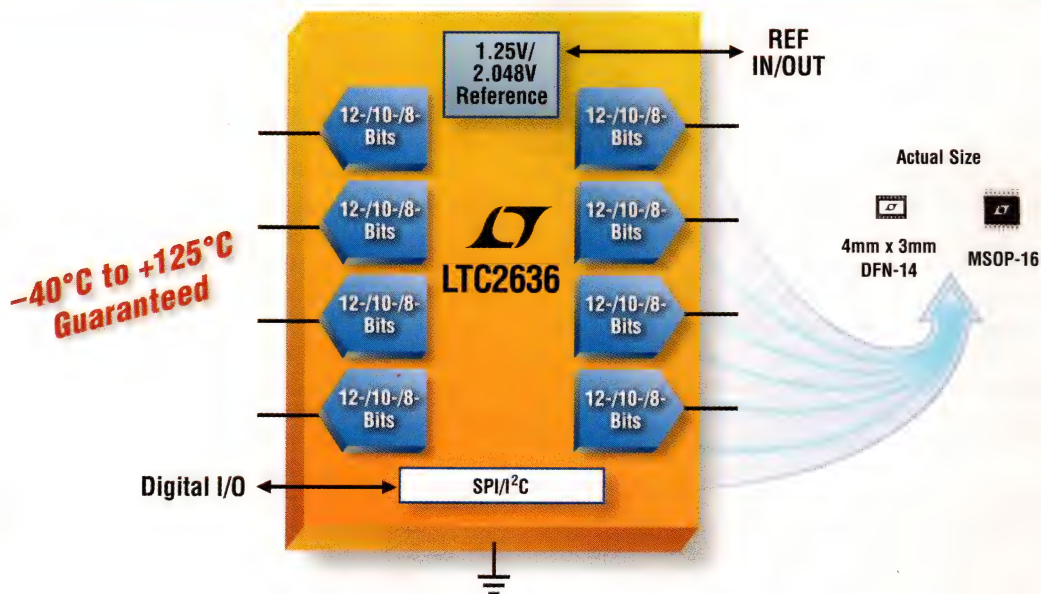 1.25V/
2.048V
Reference
REF
IN/OUT
12-/10-/8-
Bits
12-/10-/8-
Bits
12-/10-/8-
Bits
12-/10-/8-
Bits
LTC2636
12-/10-/8-
Bits
12-/10-/8-
Bits
12-/10-/8-
Bits
12-/10-/8-
Bits
–40°C to +125°C
Guaranteed
Digital I/O
SPI/I²C
Actual Size
4mm x 3mm
DFN-14
MSOP-16